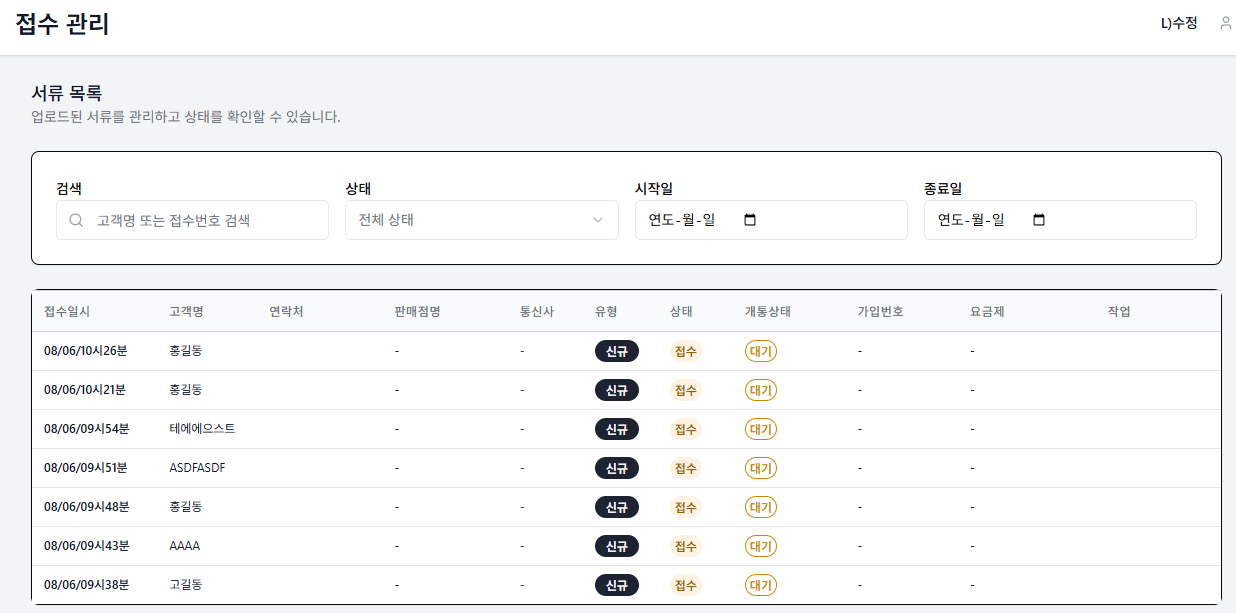 접수 관리
L)수정
서류 목록
업로드된 서류를 관리하고 상태를 확인할 수 있습니다.
검색 상태 시작일 종료일
고객명 또는 접수번호 검색 전체 상태 연도-월-일 연도-월-일
접수일시 고객명 연락처 판매점명 통신사 유형 상태 개통상태 가입번호 요금제 작업
08/06/10시26분 홍길동 - - 신규 접수 대기 - -
08/06/10시21분 홍길동 - - 신규 접수 대기 - -
08/06/09시54분 테에에으스트 - - 신규 접수 대기 - -
08/06/09시51분 ASDFASDF - - 신규 접수 대기 - -
08/06/09시48분 홍길동 - - 신규 접수 대기 - -
08/06/09시43분 AAAA - - 신규 접수 대기 - -
08/06/09시38분 고길동 - - 신규 접수 대기 - -